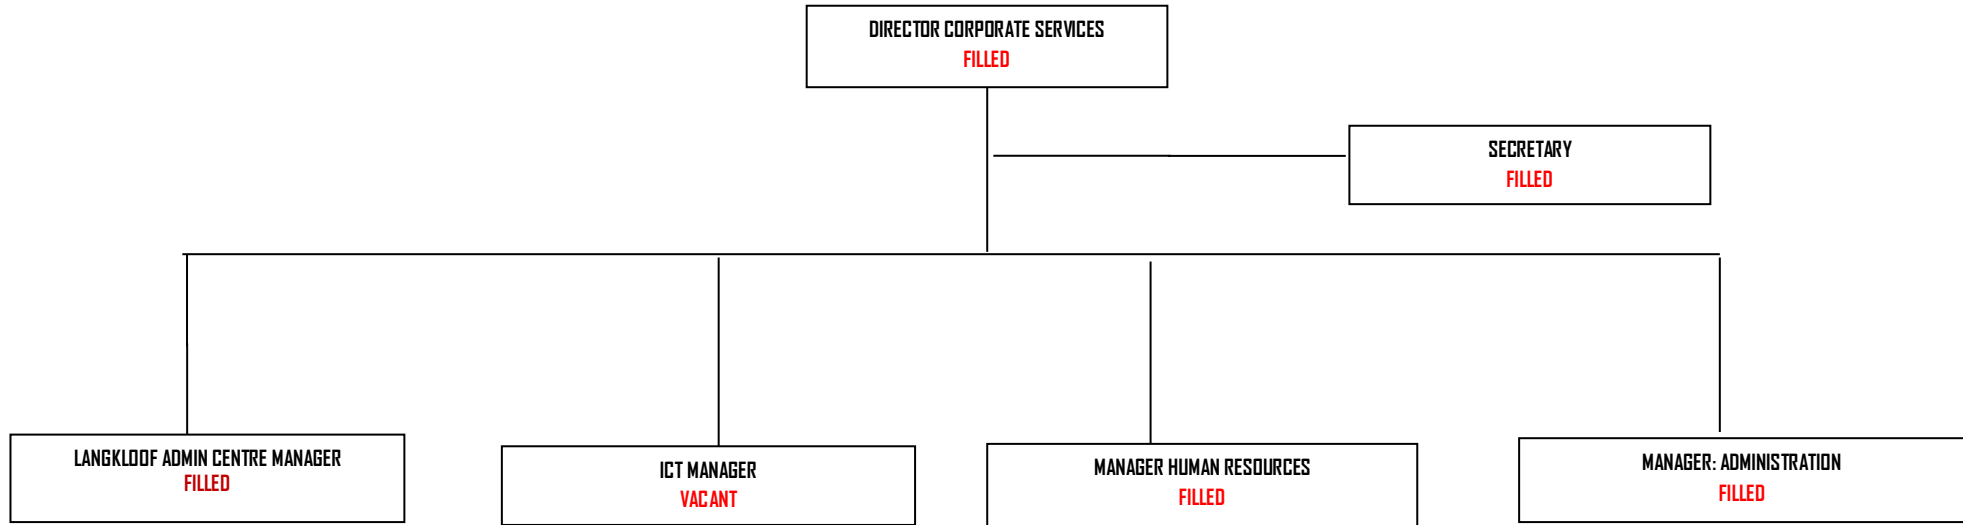 DIRECTOR CORPORATE SERVICES
FILLED
SECRETARY
FILLED
LANGKLOOF ADMIN CENTRE MANAGER
FILLED
ICT MANAGER
VACANT
MANAGER HUMAN RESOURCES
FILLED
MANAGER: ADMINISTRATION
FILLED